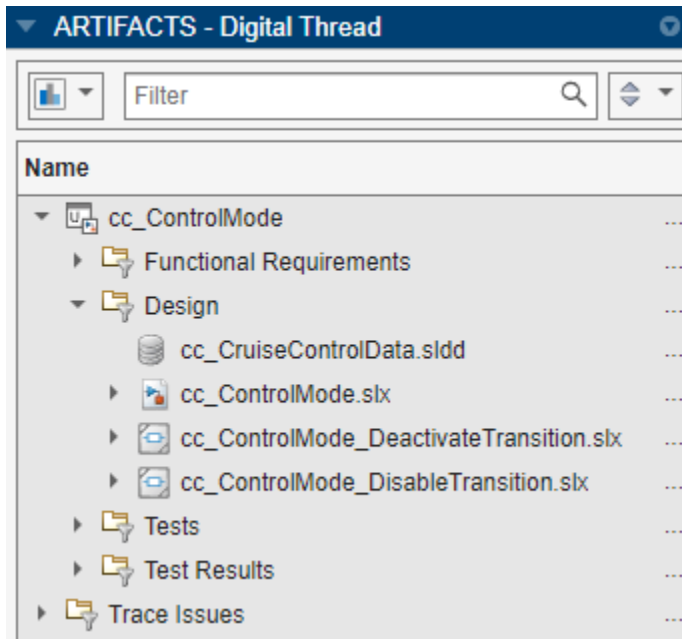 ARTIFACTS - Digital Thread
Filter
Name
cc_ControlMode ...
Functional Requirements ...
Design ...
cc_CruiseControlData.sldd ...
cc_ControlMode.slx ...
cc_ControlMode_DeactivateTransition.slx ...
cc_ControlMode_DisableTransition.slx ...
Tests ...
Test Results ...
Trace Issues ...